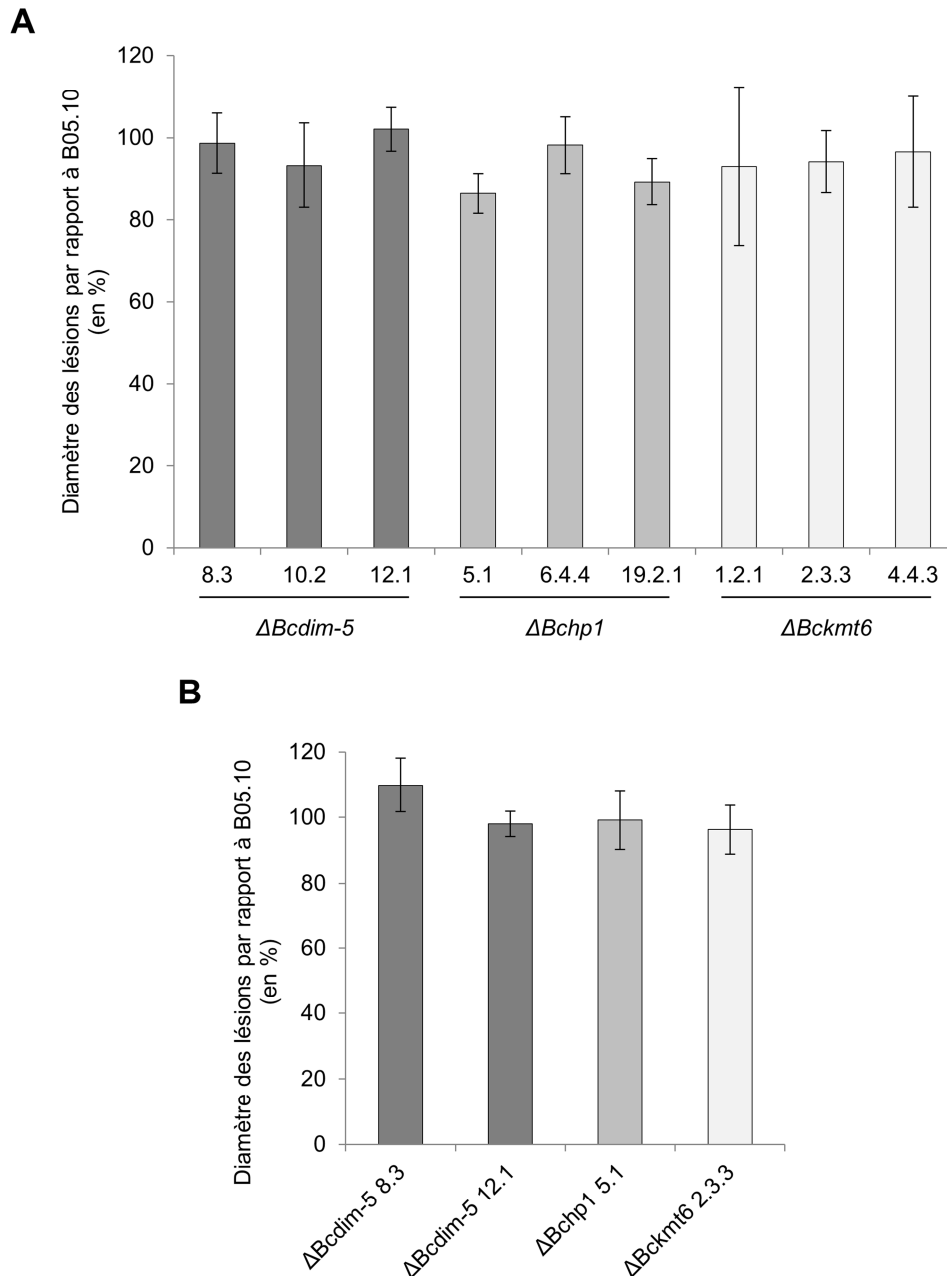 A
Diamètre des lésions par rapport à B05.10
(en %)
120
100
80
60
40
20
0
8.3 10.2 12.1 5.1 6.4.4 19.2.1 1.2.1 2.3.3 4.4.3
ΔBcdim-5 ΔBchp1 ΔBckmt6
B
Diamètre des lésions par rapport à B05.10
(en %)
120
100
80
60
40
20
0
ΔBcdim-5 8.3
ΔBcdim-5 12.1
ΔBchp1 5.1
ΔBckmt6 2.3.3